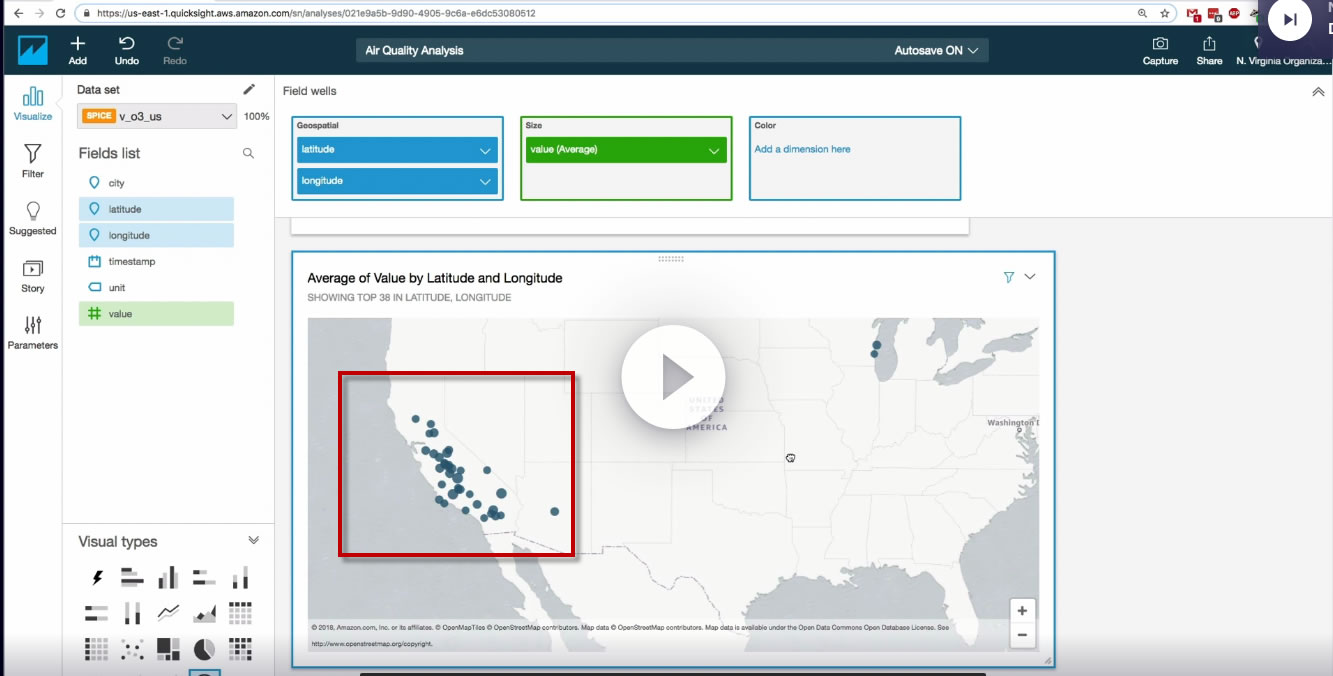 https://us-east-1.quicksight.aws.amazon.com/sn/analyses/021e9a5b-9d90-4905-9c6a-e6dc53080512
Add
Undo
Redo
Air Quality Analysis
Autosave ON
Capture
Share
N. Virginia Organiza...
Visualize
Filter
Suggested
Story
Parameters
Data set
SPICE v_o3_us
100%
Fields list
city
latitude
longitude
timestamp
unit
value
Visual types
Field wells
Geospatial
latitude
longitude
Size
value (Average)
Color
Add a dimension here
Average of Value by Latitude and Longitude
SHOWING TOP 38 IN LATITUDE, LONGITUDE
UNITED
STATES
OF
AMERICA
Washington D
+
−
© 2018, Amazon.com, Inc. or its affiliates. © OpenMapTiles © OpenStreetMap contributors. Map data © OpenStreetMap contributors. Map data is available under the Open Data Commons Open Database License. See
http://www.openstreetmap.org/copyright.